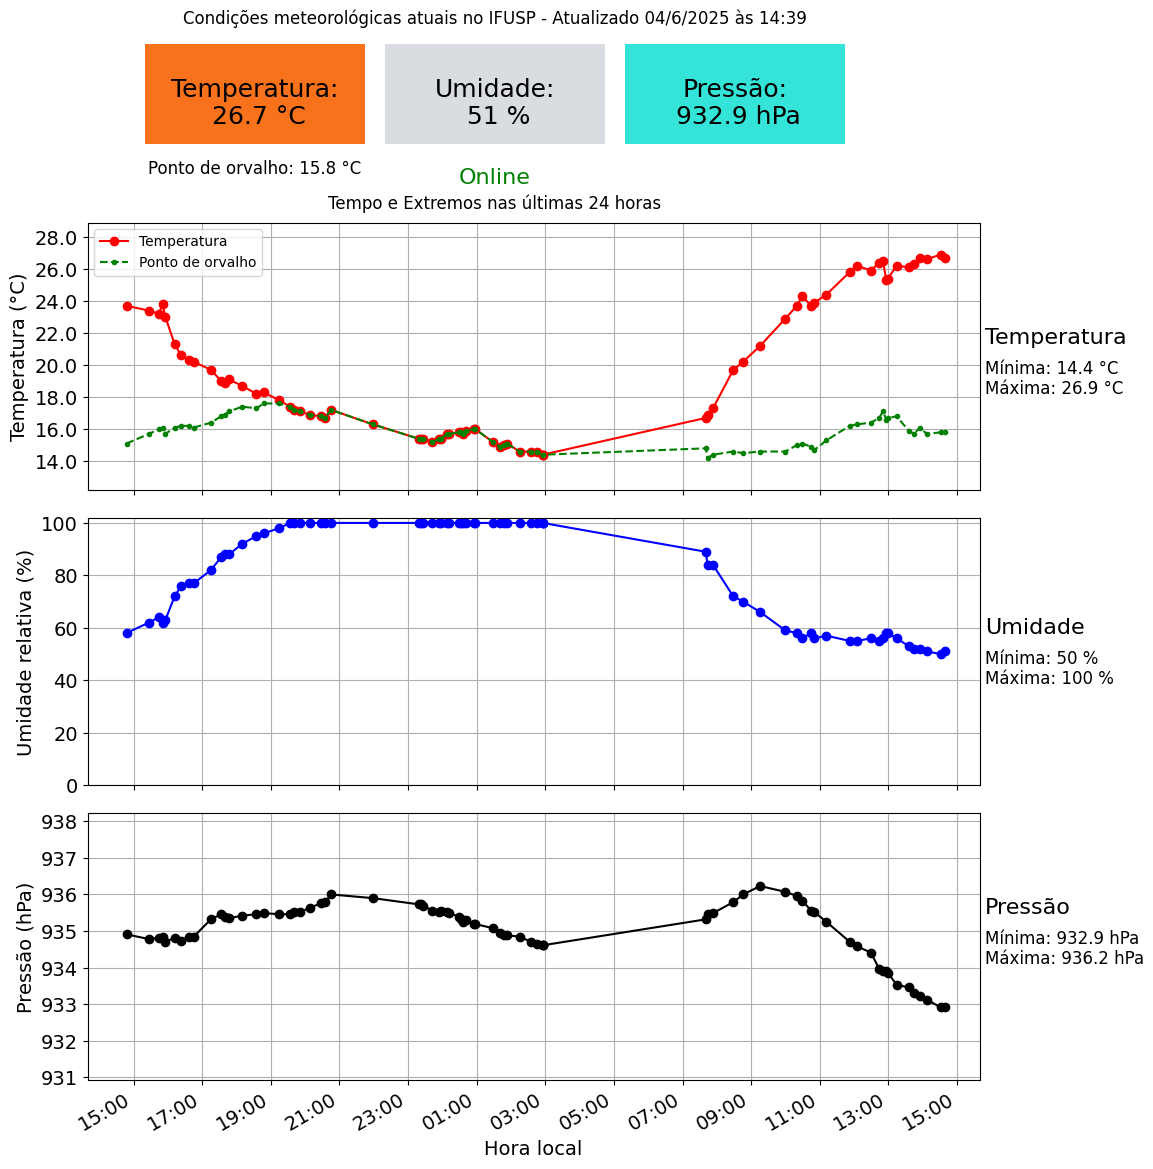 Condições meteorológicas atuais no IFUSP - Atualizado 04/6/2025 às 14:39
Temperatura:
26.7 °C
Umidade:
51 %
Pressão:
932.9 hPa
Ponto de orvalho: 15.8 °C
Online
Tempo e Extremos nas últimas 24 horas
Temperatura
Ponto de orvalho
Temperatura (°C)
28.0
26.0
24.0
22.0
20.0
18.0
16.0
14.0
Temperatura
Mínima: 14.4 °C
Máxima: 26.9 °C
Umidade relativa (%)
100
80
60
40
20
0
Umidade
Mínima: 50 %
Máxima: 100 %
Pressão (hPa)
938
937
936
935
934
933
932
931
Pressão
Mínima: 932.9 hPa
Máxima: 936.2 hPa
15:00 17:00 19:00 21:00 23:00 01:00 03:00 05:00 07:00 09:00 11:00 13:00 15:00
Hora local